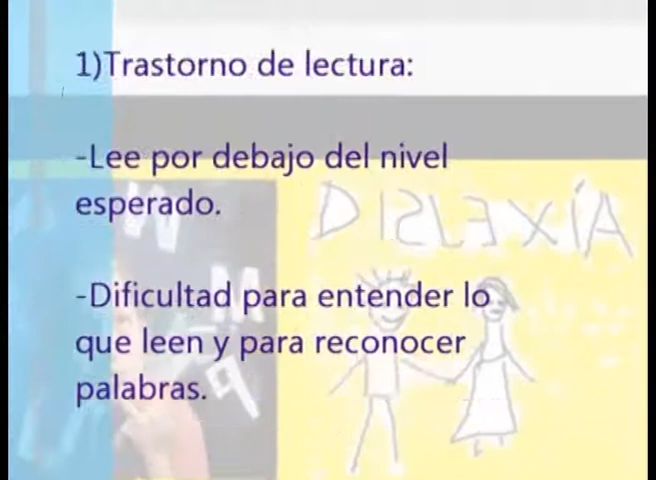 1)Trastorno de lectura:
-Lee por debajo del nivel
esperado.
-Dificultad para entender lo
que leen y para reconocer
palabras.
DISLEXÍA
W
M
P